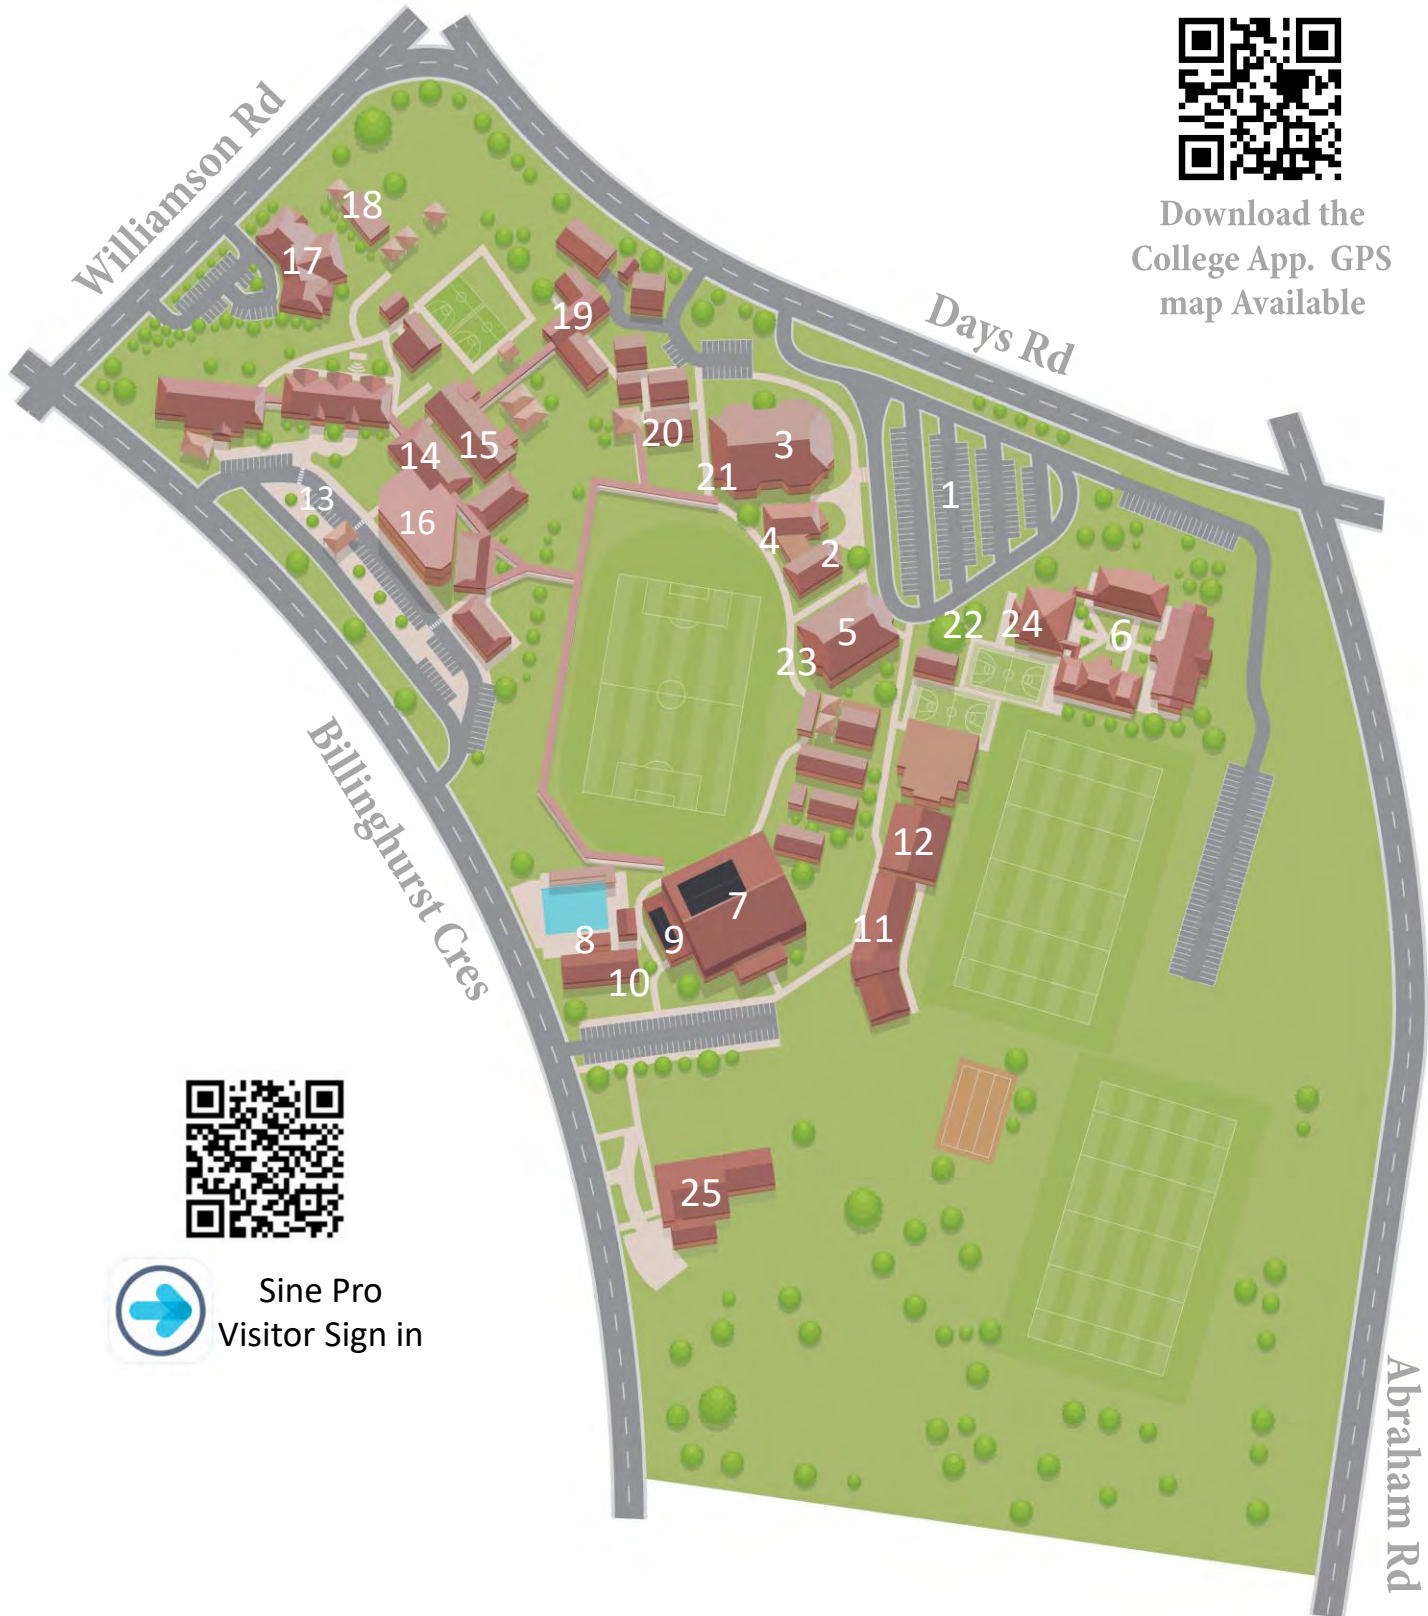 Williamson Rd
Download the
College App. GPS
map Available
Days Rd
18
17
19
20
3
21
15
14
13
16
1
4
2
5
23
22
24
6
12
7
11
8
9
10
Billinghurst Cres
25
Sine Pro
Visitor Sign in
Abraham Rd